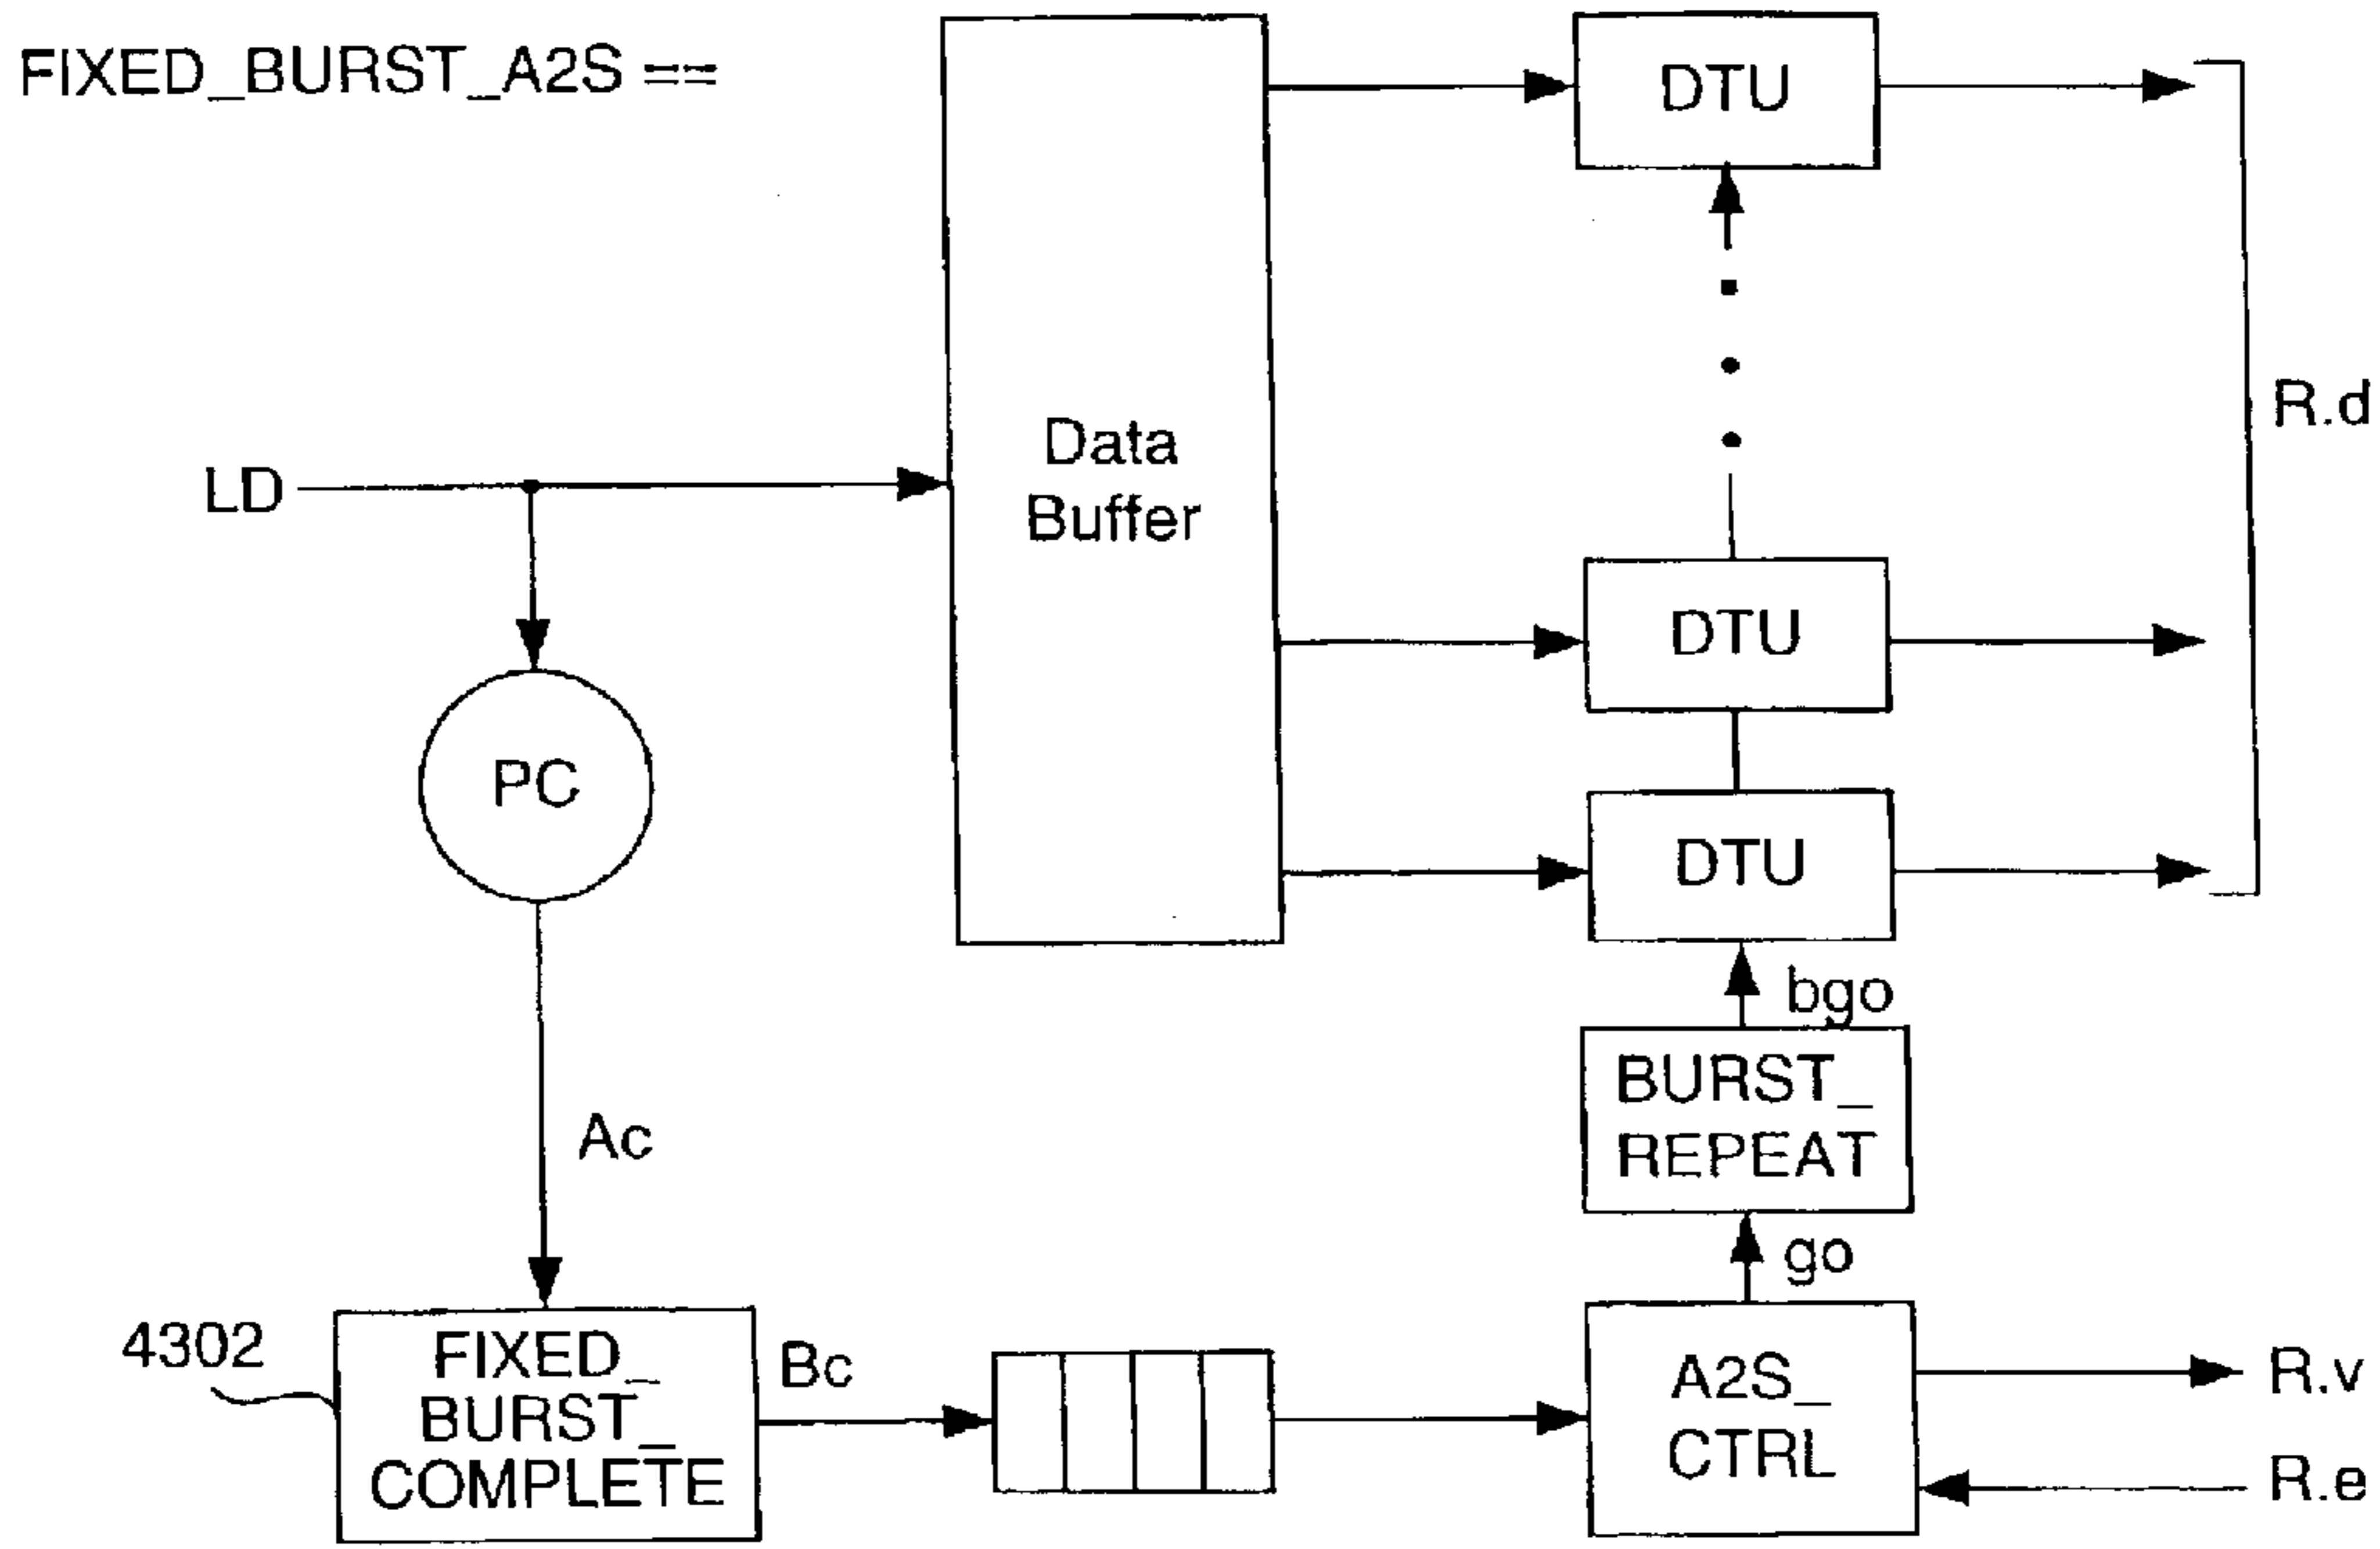 FIXED_BURST_A2S ==
DTU
R.d
LD
Data
Buffer
DTU
PC
DTU
bgo
BURST_
REPEAT
Ac
go
4302
FIXED_
BURST_
COMPLETE
Bc
A2S_
CTRL
R.v
R.e